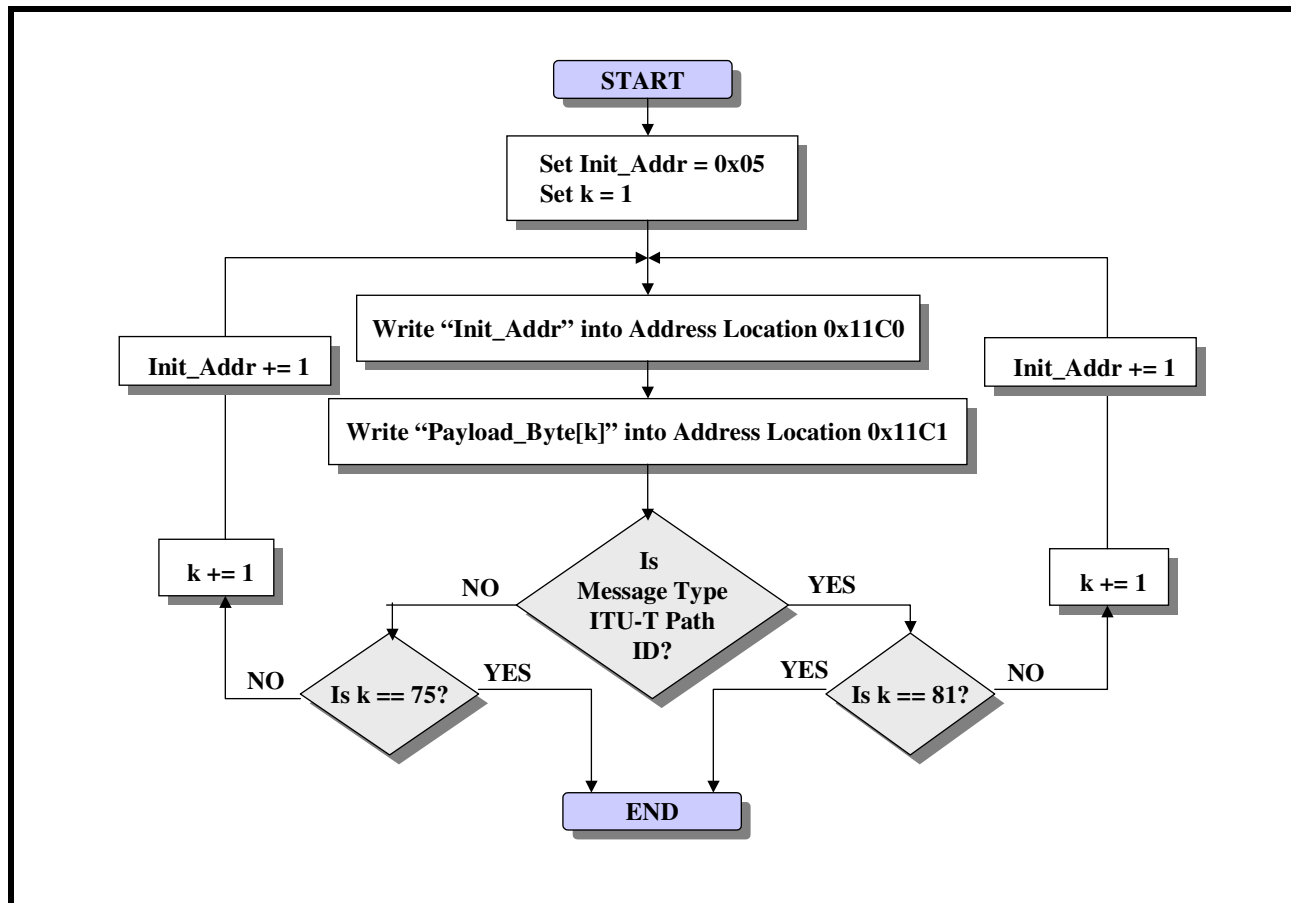 START
Set Init_Addr = 0x05
Set k = 1
Write “Init_Addr” into Address Location 0x11C0
Init_Addr += 1
Init_Addr += 1
Write “Payload_Byte[k]” into Address Location 0x11C1
k += 1
k += 1
NO
Is
Message Type
ITU-T Path
ID?
YES
NO
Is k == 75?
YES
YES
Is k == 81?
NO
END